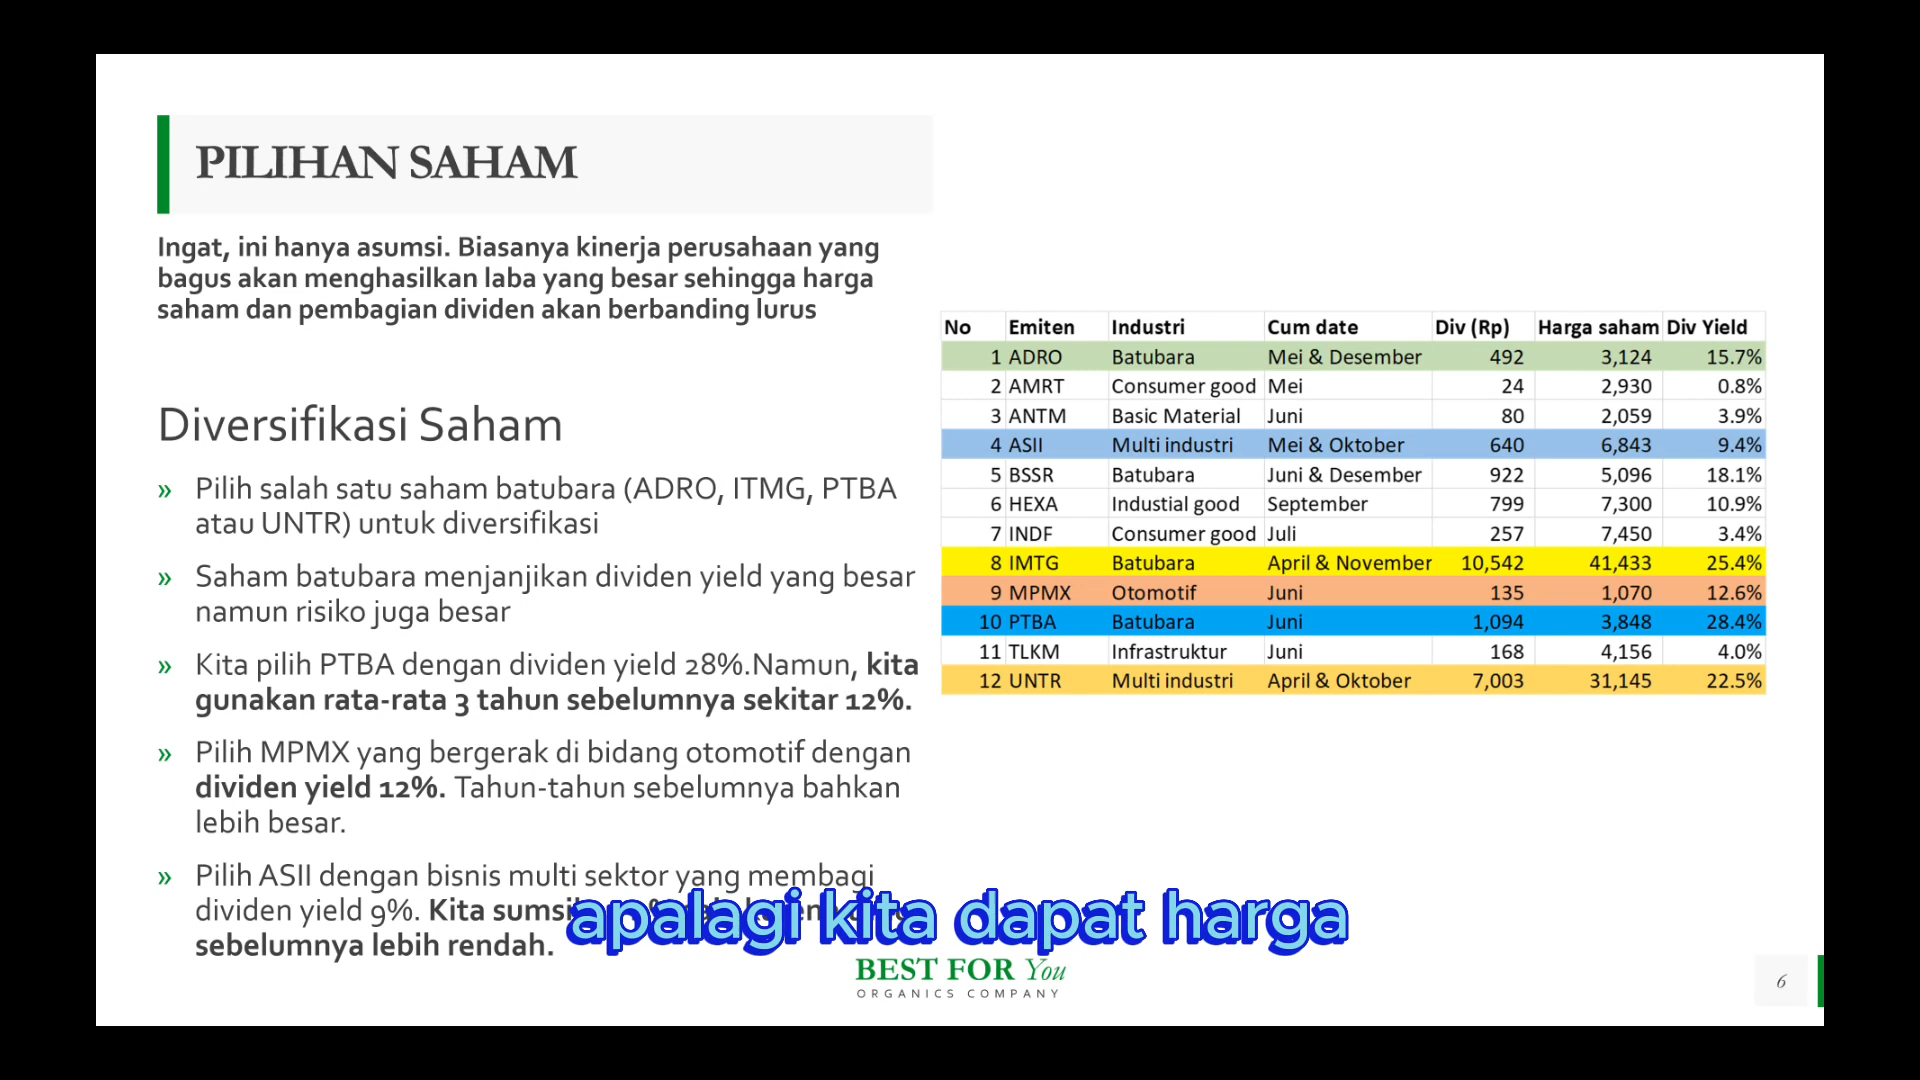 PILIHAN SAHAM
Ingat, ini hanya asumsi. Biasanya kinerja perusahaan yang
bagus akan menghasilkan laba yang besar sehingga harga
saham dan pembagian dividen akan berbanding lurus
Diversifikasi Saham
» Pilih salah satu saham batubara (ADRO, ITMG, PTBA
atau UNTR) untuk diversifikasi
» Saham batubara menjanjikan dividen yield yang besar
namun risiko juga besar
» Kita pilih PTBA dengan dividen yield 28%.Namun, kita
gunakan rata-rata 3 tahun sebelumnya sekitar 12%.
» Pilih MPMX yang bergerak di bidang otomotif dengan
dividen yield 12%. Tahun-tahun sebelumnya bahkan
lebih besar.
» Pilih ASII dengan bisnis multi sektor yang membagi
dividen yield 9%. Kita
sebelumnya lebih rendah.
No Emiten Industri Cum date Div (Rp) Harga saham Div Yield
1 ADRO Batubara Mei & Desember 492 3,124 15.7%
2 AMRT Consumer good Mei 24 2,930 0.8%
3 ANTM Basic Material Juni 80 2,059 3.9%
4 ASII Multi industri Mei & Oktober 640 6,843 9.4%
5 BSSR Batubara Juni & Desember 922 5,096 18.1%
6 HEXA Industial good September 799 7,300 10.9%
7 INDF Consumer good Juli 257 7,450 3.4%
8 IMTG Batubara April & November 10,542 41,433 25.4%
9 MPMX Otomotif Juni 135 1,070 12.6%
10 PTBA Batubara Juni 1,094 3,848 28.4%
11 TLKM Infrastruktur Juni 168 4,156 4.0%
12 UNTR Multi industri April & Oktober 7,003 31,145 22.5%
apalagi kita dapat harga
BEST FOR You
ORGANICS COMPANY
6